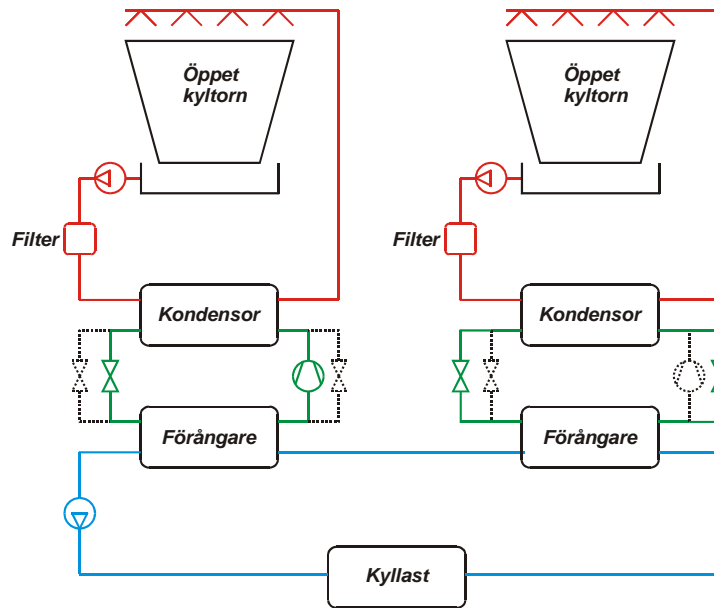 Öppet
kyltorn
Öppet
kyltorn
Filter
Filter
Kondensor
Kondensor
Förångare
Förångare
Kyllast